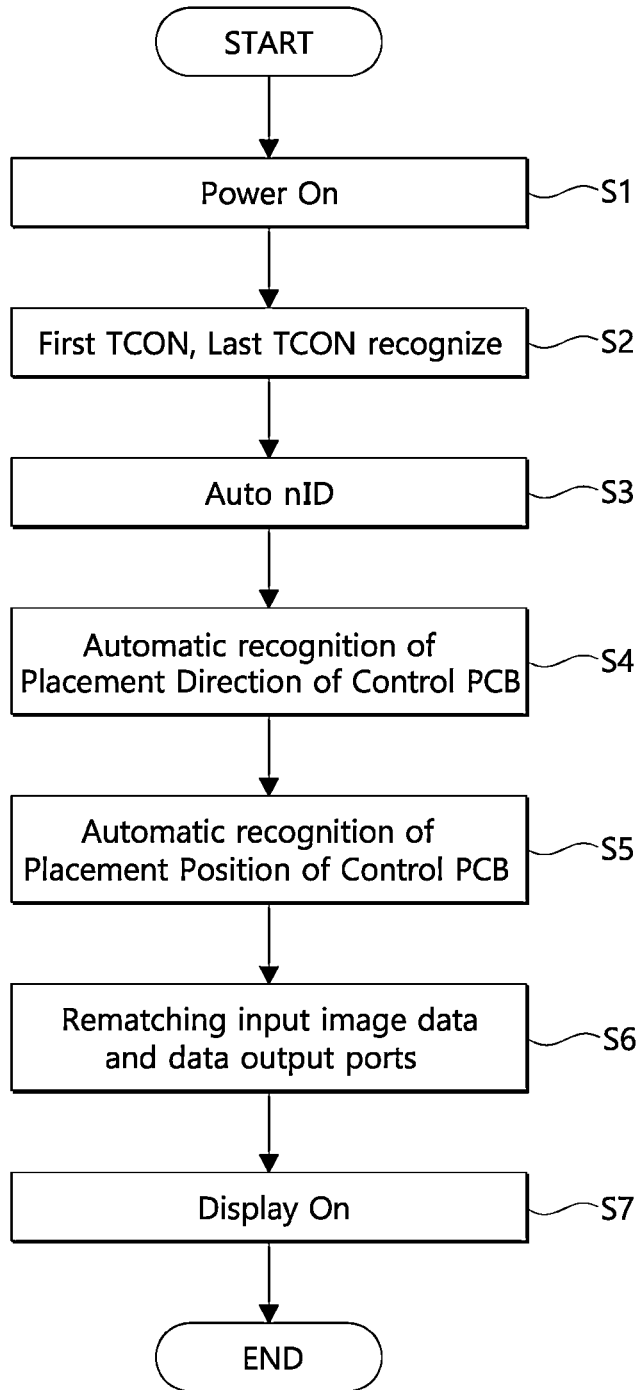 START
Power On
S1
First TCON, Last TCON recognize
S2
Auto nID
S3
Automatic recognition of
Placement Direction of Control PCB
S4
Automatic recognition of
Placement Position of Control PCB
S5
Rematching input image data
and data output ports
S6
Display On
S7
END